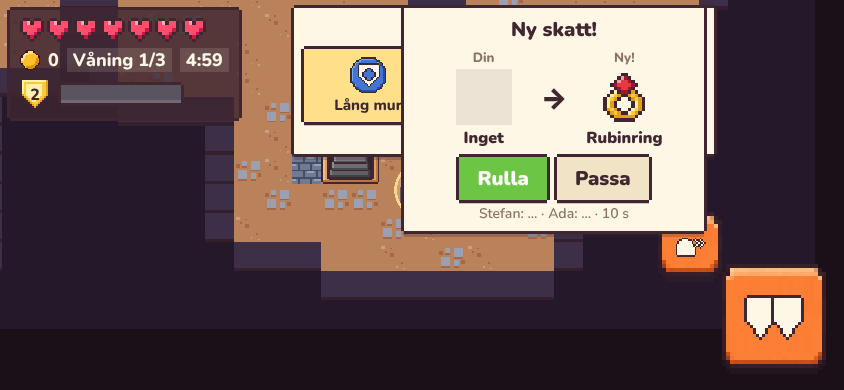 0 Våning 1/3 4:59
2
Lång mur
Ny skatt!
Din Ny!
Inget Rubinring
Rulla Passa
Stefan: ... · Ada: ... · 10 s